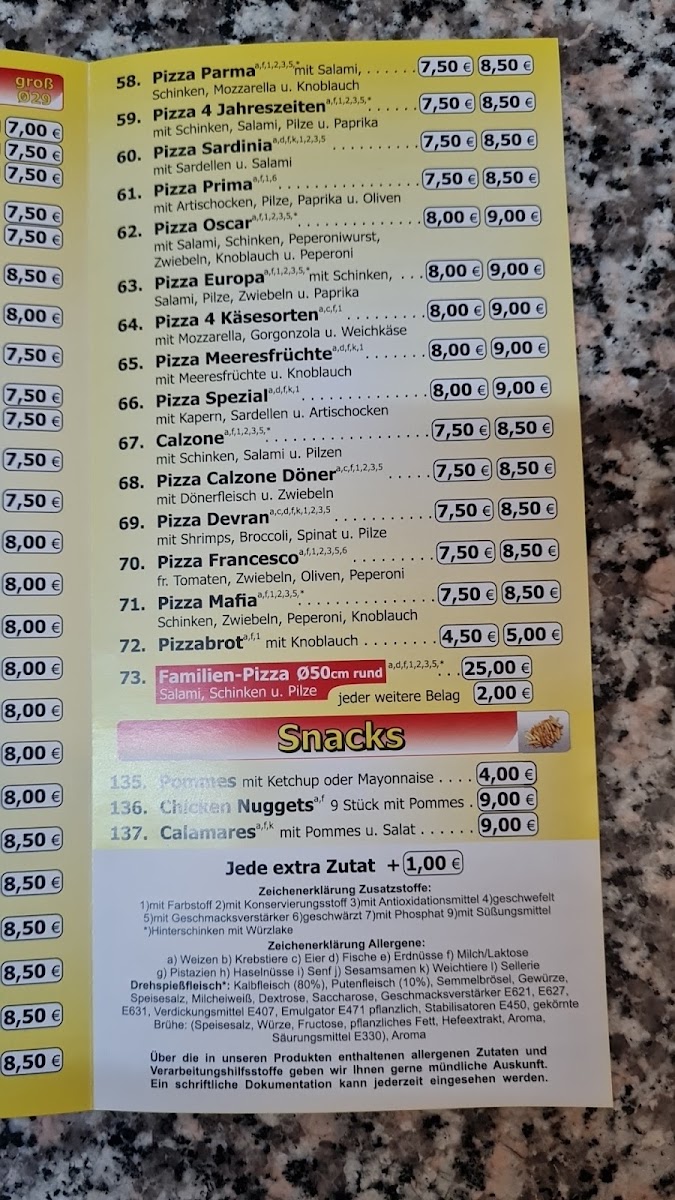 groß
Ø29
7,00 €
7,50 €
7,50 €
7,50 €
7,50 €
8,50 €
8,00 €
7,50 €
7,50 €
7,50 €
7,50 €
7,50 €
8,00 €
8,00 €
8,00 €
8,00 €
8,00 €
8,00 €
8,00 €
8,50 €
8,50 €
8,50 €
8,50 €
8,50 €
8,50 €
58. Pizza Parma a,f,1,2,3,5,* mit Salami, . . . . . . 7,50 € 8,50 €
Schinken, Mozzarella u. Knoblauch
59. Pizza 4 Jahreszeiten a,f,1,2,3,5,* . . . . . . 7,50 € 8,50 €
mit Schinken, Salami, Pilze u. Paprika
60. Pizza Sardinia a,d,f,k,1,2,3,5 . . . . . . . . . . 7,50 € 8,50 €
mit Sardellen u. Salami
61. Pizza Prima a,f,1,6 . . . . . . . . . . . . . . . . 7,50 € 8,50 €
mit Artischocken, Pilze, Paprika u. Oliven
62. Pizza Oscar a,f,1,2,3,5,* . . . . . . . . . . . . . . 8,00 € 9,00 €
mit Salami, Schinken, Peperoniwurst,
Zwiebeln, Knoblauch u. Peperoni
63. Pizza Europa a,f,1,2,3,5,* mit Schinken, . . . 8,00 € 9,00 €
Salami, Pilze, Zwiebeln u. Paprika
64. Pizza 4 Käsesorten a,c,f,1 . . . . . . . . . 8,00 € 9,00 €
mit Mozzarella, Gorgonzola u. Weichkäse
65. Pizza Meeresfrüchte a,d,f,k,1 . . . . . . . 8,00 € 9,00 €
mit Meeresfrüchte u. Knoblauch
66. Pizza Spezial a,d,f,k,1 . . . . . . . . . . . . . . 8,00 € 9,00 €
mit Kapern, Sardellen u. Artischocken
67. Calzone a,f,1,2,3,5,* . . . . . . . . . . . . . . . . . 7,50 € 8,50 €
mit Schinken, Salami u. Pilzen
68. Pizza Calzone Döner a,c,f,1,2,3,5 . . . . . 7,50 € 8,50 €
mit Dönerfleisch u. Zwiebeln
69. Pizza Devran a,c,d,f,k,1,2,3,5 . . . . . . . . . . 7,50 € 8,50 €
mit Shrimps, Broccoli, Spinat u. Pilze
70. Pizza Francesco a,f,1,2,3,5,6 . . . . . . . . . 7,50 € 8,50 €
fr. Tomaten, Zwiebeln, Oliven, Peperoni
71. Pizza Mafia a,f,1,2,3,5,* . . . . . . . . . . . . . . 7,50 € 8,50 €
Schinken, Zwiebeln, Peperoni, Knoblauch
72. Pizzabrot a,f,1 mit Knoblauch . . . . . . . . 4,50 € 5,00 €
73. Familien-Pizza Ø50cm rund a,d,f,1,2,3,5,* . . . 25,00 €
Salami, Schinken u. Pilze jeder weitere Belag 2,00 €
Snacks
135. Pommes mit Ketchup oder Mayonnaise . . . . 4,00 €
136. Chicken Nuggets a,f 9 Stück mit Pommes . 9,00 €
137. Calamares a,f,k mit Pommes u. Salat . . . . . . 9,00 €
Jede extra Zutat + 1,00 €
Zeichenerklärung Zusatzstoffe:
1)mit Farbstoff 2)mit Konservierungsstoff 3)mit Antioxidationsmittel 4)geschwefelt
5)mit Geschmacksverstärker 6)geschwärzt 7)mit Phosphat 9)mit Süßungsmittel
*)Hinterschinken mit Würzlake
Zeichenerklärung Allergene:
a) Weizen b) Krebstiere c) Eier d) Fische e) Erdnüsse f) Milch/Laktose
g) Pistazien h) Haselnüsse i) Senf j) Sesamsamen k) Weichtiere l) Sellerie
Drehspießfleisch*: Kalbfleisch (80%), Putenfleisch (10%), Semmelbrösel, Gewürze,
Speisesalz, Milcheiweiß, Dextrose, Saccharose, Geschmacksverstärker E621, E627,
E631, Verdickungsmittel E407, Emulgator E471 pflanzlich, Stabilisatoren E450, gekörnte
Brühe: (Speisesalz, Würze, Fructose, pflanzliches Fett, Hefeextrakt, Aroma,
Säurungsmittel E330), Aroma
Über die in unseren Produkten enthaltenen allergenen Zutaten und
Verarbeitungshilfsstoffe geben wir Ihnen gerne mündliche Auskunft.
Ein schriftliche Dokumentation kann jederzeit eingesehen werden.